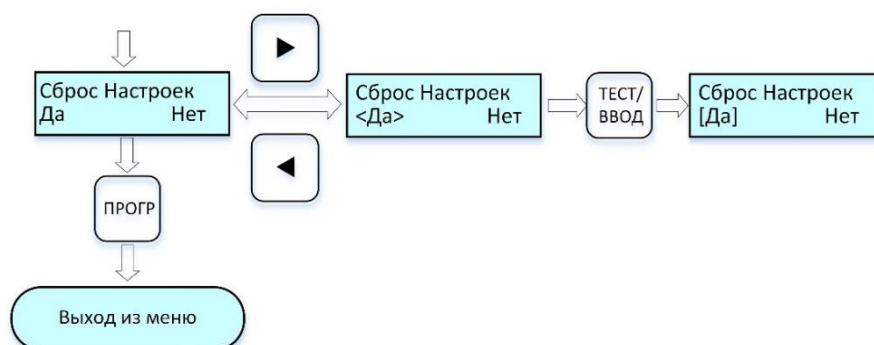 Сброс Настроек
Да Нет
Сброс Настроек
<Да> Нет
ТЕСТ/
ВВОД
Сброс Настроек
[Да] Нет
ПРОГР
Выход из меню